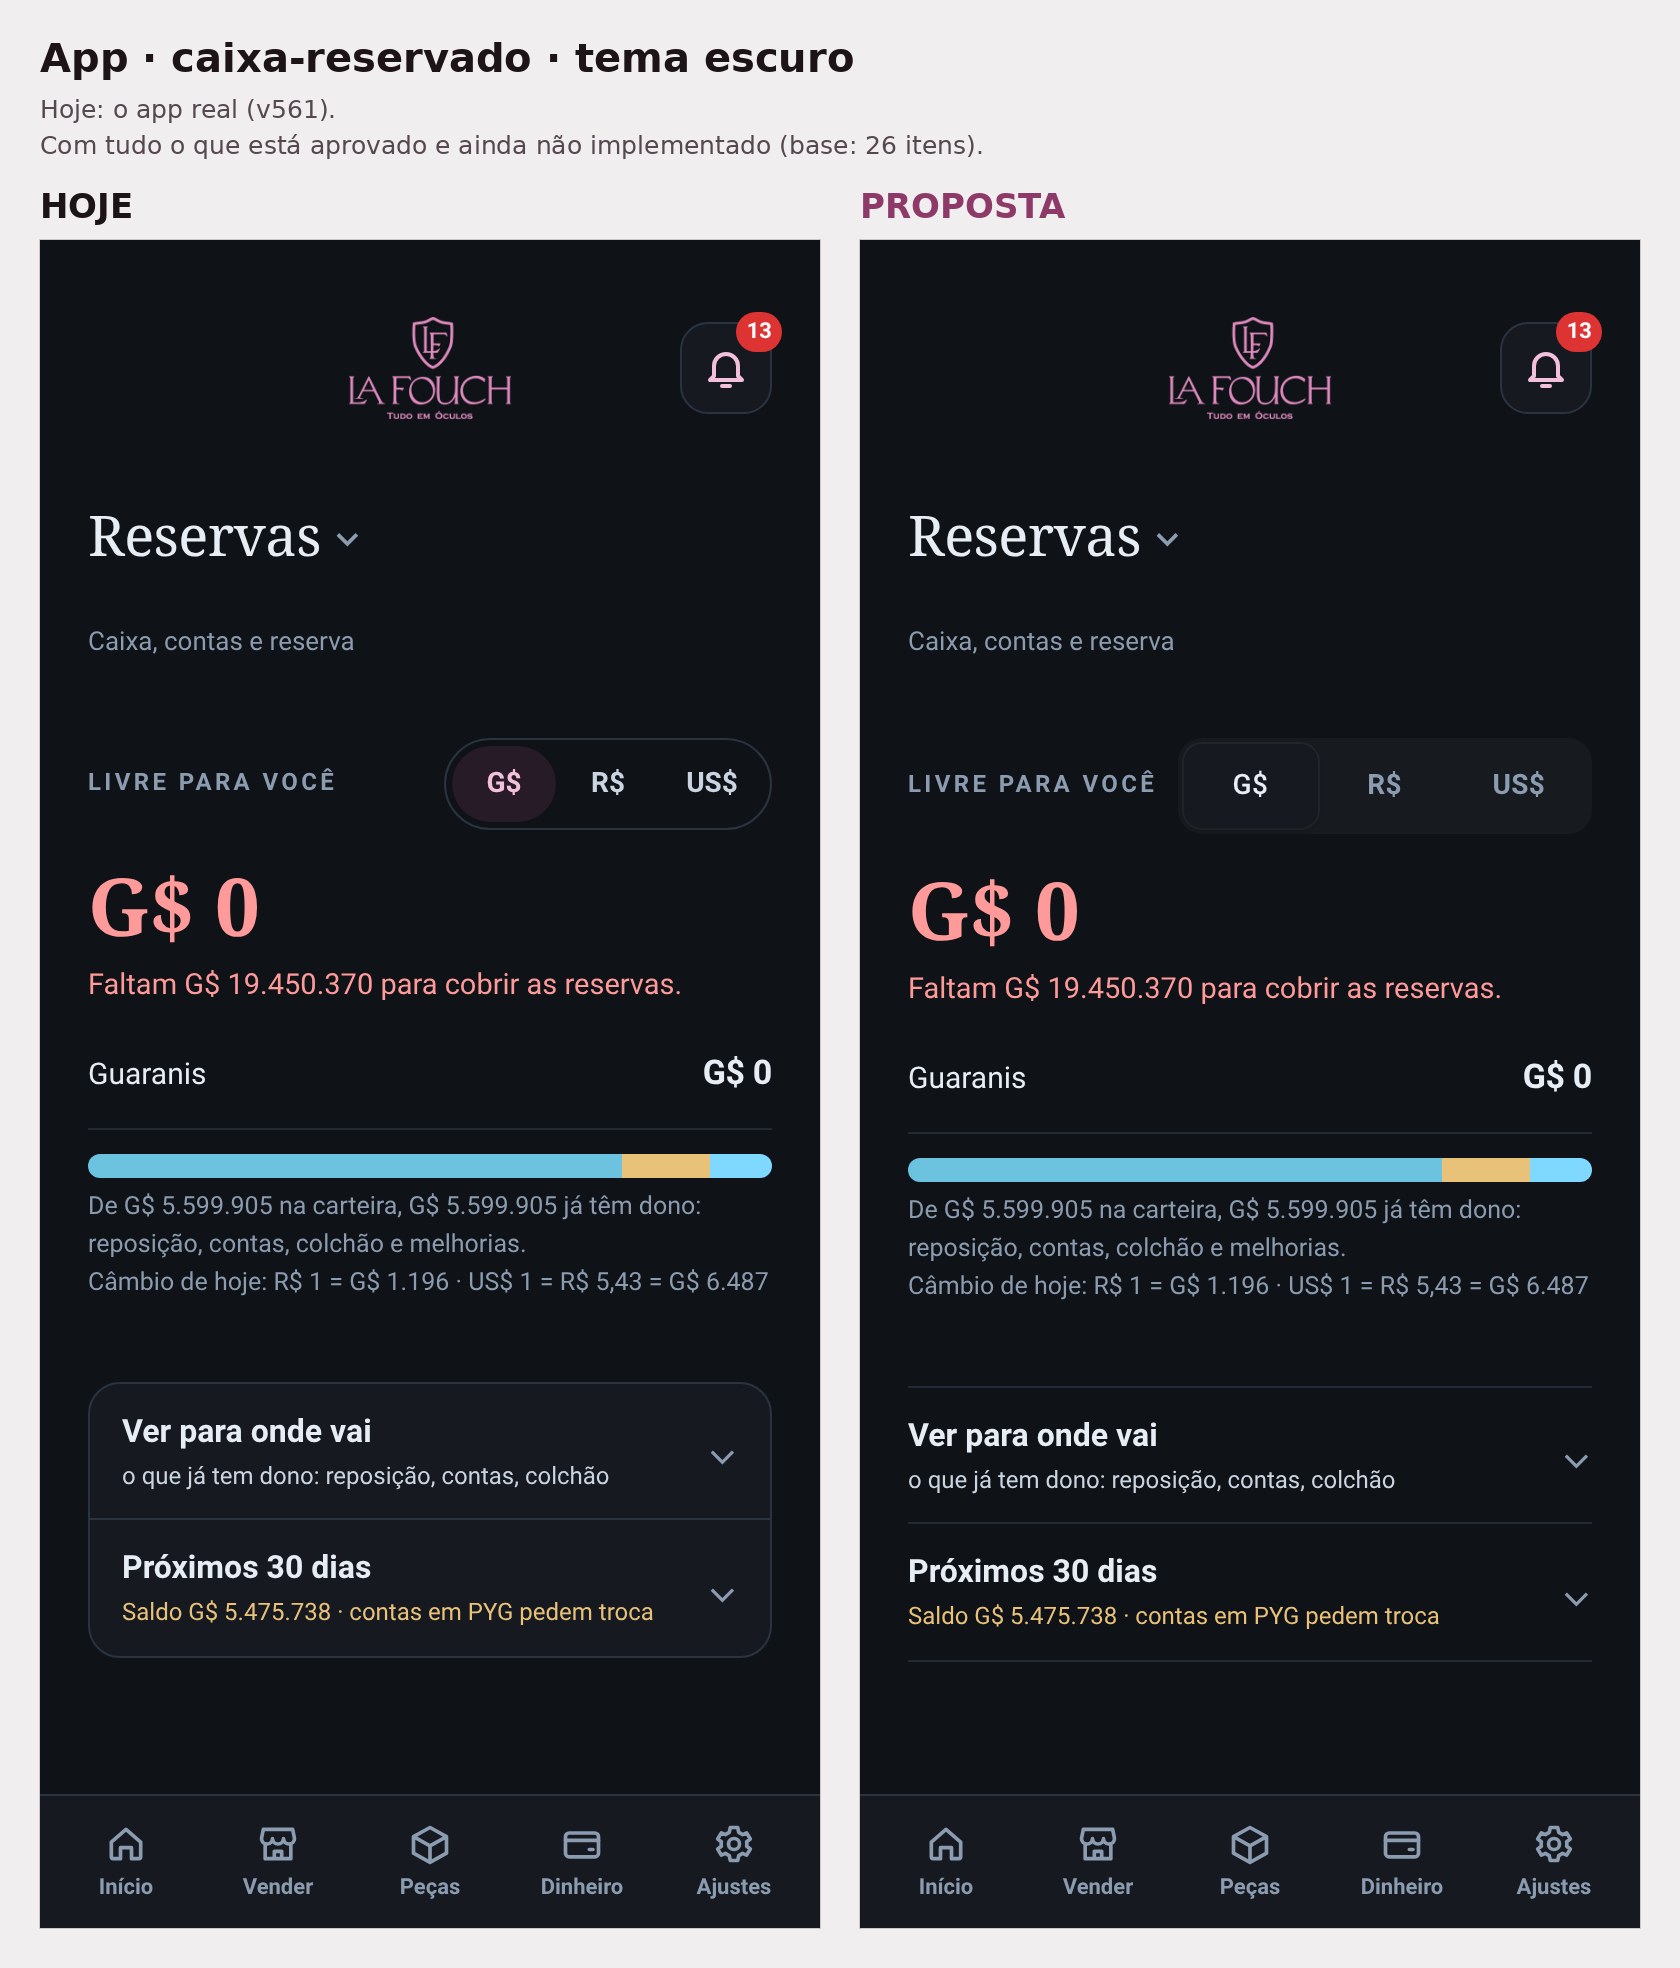 App · caixa-reservado · tema escuro
Hoje: o app real (v561).
Com tudo o que está aprovado e ainda não implementado (base: 26 itens).
HOJE
LF
LA FOUCH
TUDO EM ÓCULOS
13
Reservas
Caixa, contas e reserva
LIVRE PARA VOCÊ
G$ R$ US$
G$ 0
Faltam G$ 19.450.370 para cobrir as reservas.
Guaranis G$ 0
De G$ 5.599.905 na carteira, G$ 5.599.905 já têm dono:
reposição, contas, colchão e melhorias.
Câmbio de hoje: R$ 1 = G$ 1.196 · US$ 1 = R$ 5,43 = G$ 6.487
Ver para onde vai
o que já tem dono: reposição, contas, colchão
Próximos 30 dias
Saldo G$ 5.475.738 · contas em PYG pedem troca
Início Vender Peças Dinheiro Ajustes
PROPOSTA
LF
LA FOUCH
TUDO EM ÓCULOS
13
Reservas
Caixa, contas e reserva
LIVRE PARA VOCÊ
G$ R$ US$
G$ 0
Faltam G$ 19.450.370 para cobrir as reservas.
Guaranis G$ 0
De G$ 5.599.905 na carteira, G$ 5.599.905 já têm dono:
reposição, contas, colchão e melhorias.
Câmbio de hoje: R$ 1 = G$ 1.196 · US$ 1 = R$ 5,43 = G$ 6.487
Ver para onde vai
o que já tem dono: reposição, contas, colchão
Próximos 30 dias
Saldo G$ 5.475.738 · contas em PYG pedem troca
Início Vender Peças Dinheiro Ajustes